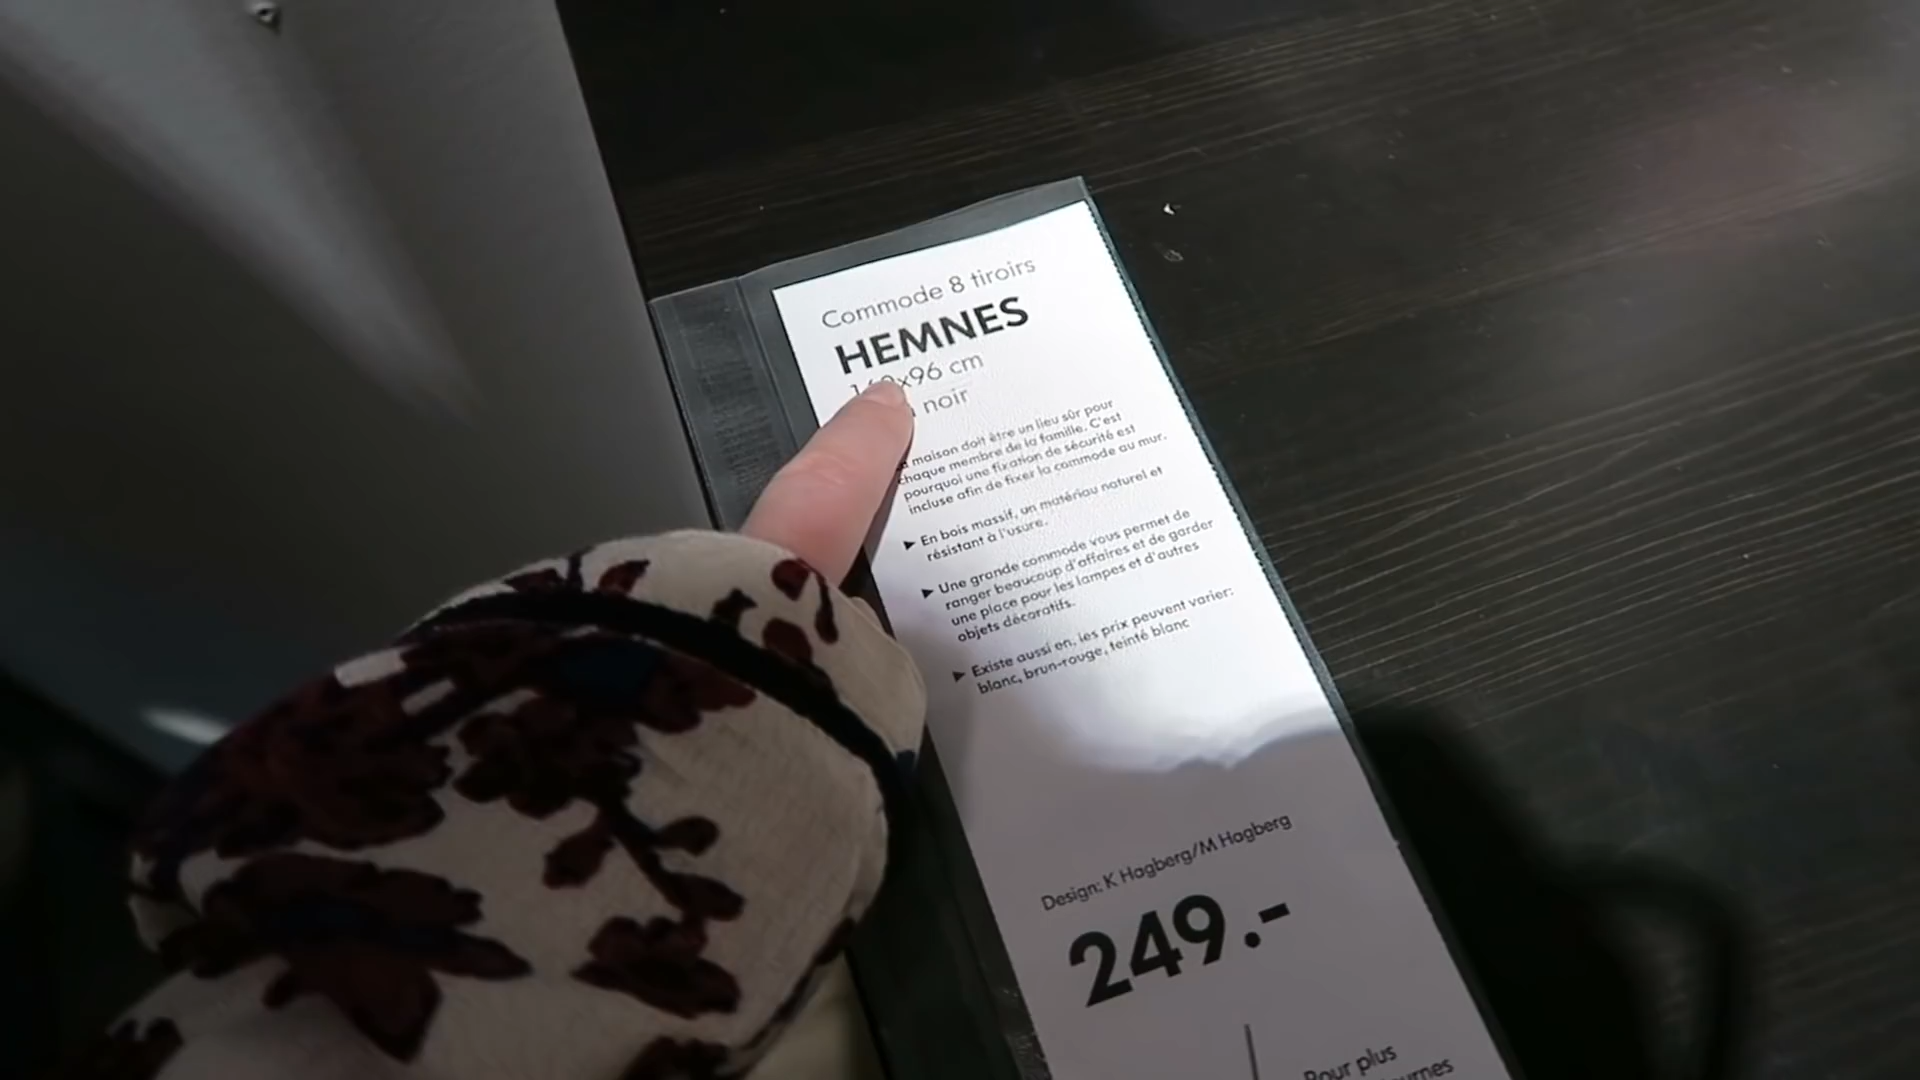 Commode 8 tiroirs
HEMNES
cm
noir
maison doit être un lieu sûr pour
chaque membre de la famille. C'est
pourquoi une fixation de sécurité est
incluse afin de fixer la commode au mur.
► En bois massif, un matériau naturel et
résistant à l'usure.
► Une grande commode vous permet de
ranger beaucoup d'affaires et de garder
une place pour les lampes et d'autres
objets décoratifs.
► Existe aussi en, les prix peuvent varier:
blanc, brun-rouge, teinté blanc
Design: K Hagberg/M Hagberg
249.-
Pour plus